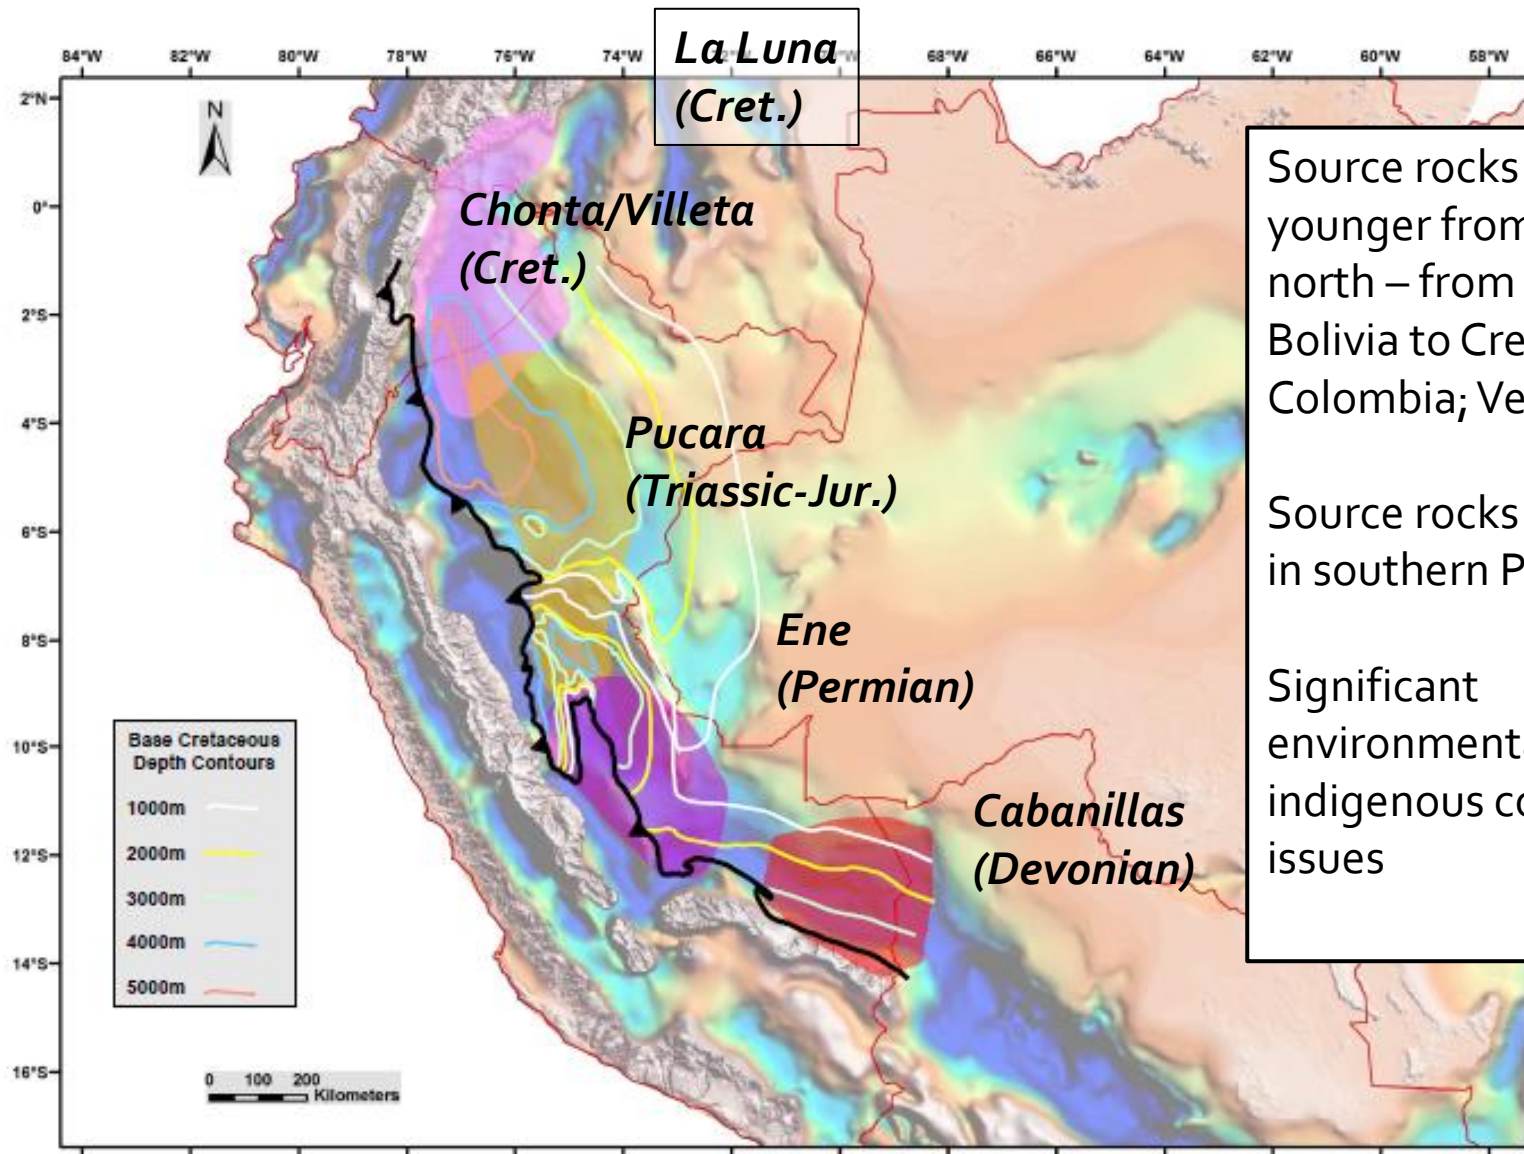 84°W 82°W 80°W 78°W 76°W 74°W 68°W 66°W 64°W 62°W 60°W 58°W
La Luna
(Cret.)
2°N
0°
2°S
4°S
6°S
8°S
10°S
12°S
14°S
16°S
N
Chonta/Villeta
(Cret.)
Pucara
(Triassic-Jur.)
Ene
(Permian)
Cabanillas
(Devonian)
Base Cretaceous
Depth Contours
1000m
2000m
3000m
4000m
5000m
0 100 200
Kilometers
Source rocks
younger from
north – from
Bolivia to Cre
Colombia; Ve
Source rocks
in southern P
Significant
environmenta
indigenous co
issues